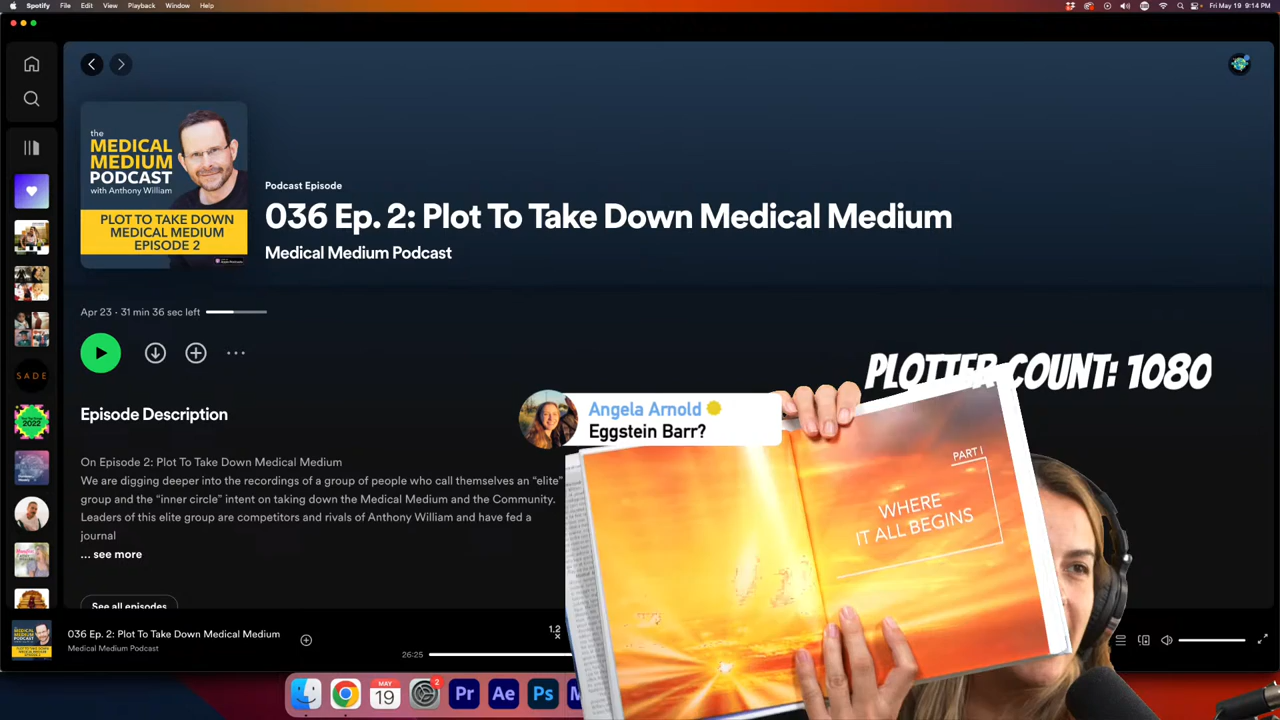 Spotify File Edit View Playback Window Help
Fri May 19 9:14 PM
the
MEDICAL
MEDIUM
PODCAST
with Anthony William
PLOT TO TAKE DOWN
MEDICAL MEDIUM
EPISODE 2
Podcast Episode
036 Ep. 2: Plot To Take Down Medical Medium
Medical Medium Podcast
Apr 23 · 31 min 36 sec left
PLOTTER COUNT: 1080
SADE
2022
Episode Description
On Episode 2: Plot To Take Down Medical Medium
We are digging deeper into the recordings of a group of people who call themselves an “elite”
group and the “inner circle” intent on taking down the Medical Medium and the Community.
Leaders of this elite group are competitors and rivals of Anthony William and have fed a
journal
... see more
See all episodes
Angela Arnold
Eggstein Barr?
PART I
WHERE
IT ALL BEGINS
036 Ep. 2: Plot To Take Down Medical Medium
Medical Medium Podcast
1.2
26:25
MAY
19
2
Pr
Ae
Ps